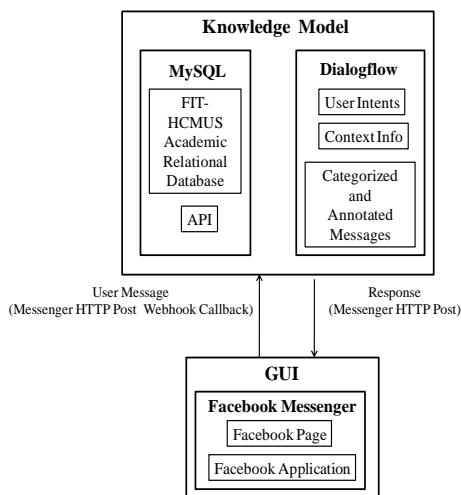 Knowledge Model
MySQL
FIT-
HCMUS
Academic
Relational
Database
API
Dialogflow
User Intents
Context Info
Categorized
and
Annotated
Messages
User Message
(Messenger HTTP Post Webhook Callback)
Response
(Messenger HTTP Post)
GUI
Facebook Messenger
Facebook Page
Facebook Application